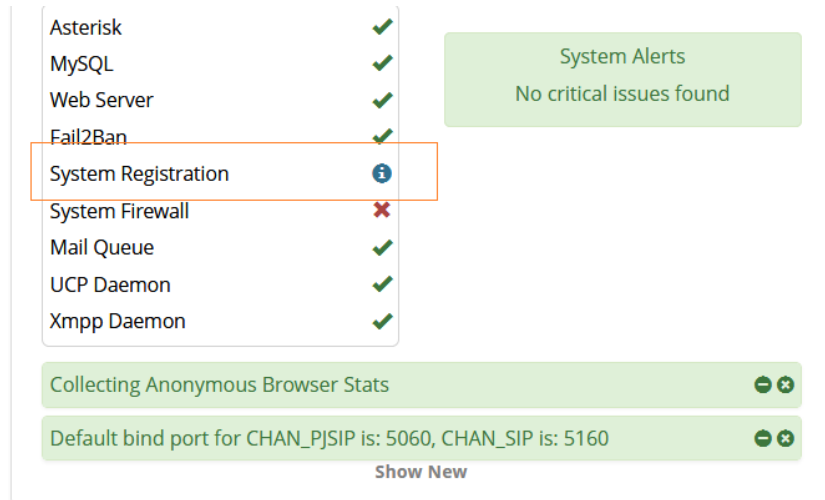 Asterisk
MySQL
Web Server
Fail2Ban
System Registration
System Firewall
Mail Queue
UCP Daemon
Xmpp Daemon
System Alerts
No critical issues found
Collecting Anonymous Browser Stats
Default bind port for CHAN_PJSIP is: 5060, CHAN_SIP is: 5160
Show New